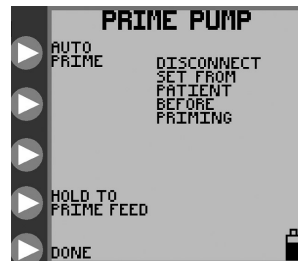 PRIME PUMP
AUTO
PRIME
DISCONNECT
SET FROM
PATIENT
BEFORE
PRIMING
HOLD TO
PRIME FEED
DONE